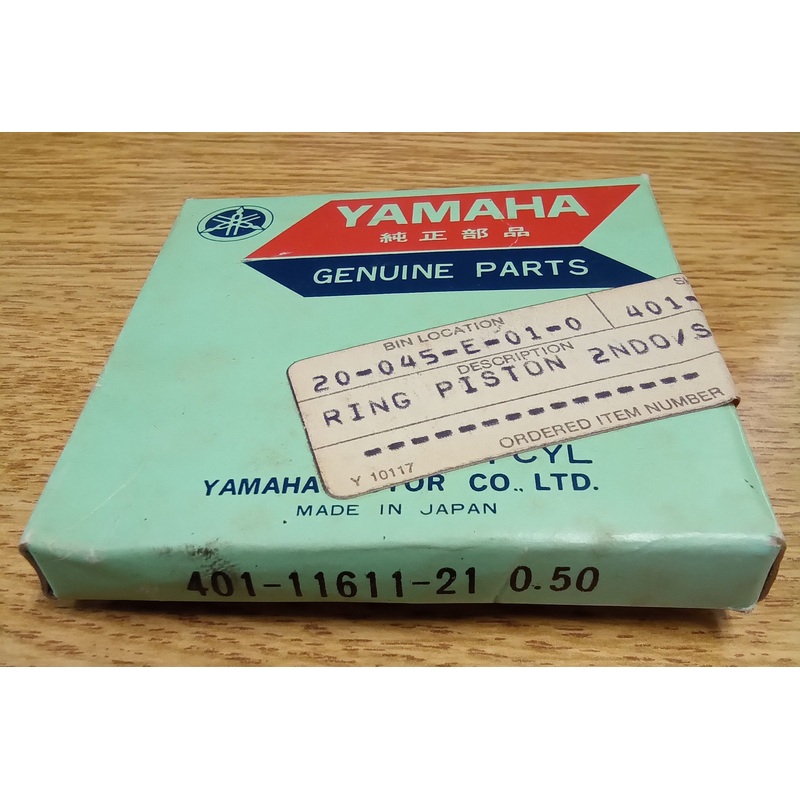 YAMAHA
純正部品
GENUINE PARTS
BIN LOCATION
20-045-E-01-0 401-
DESCRIPTION
RING PISTON 2NDO/S
---------------
ORDERED ITEM NUMBER
Y 10117
CYL
YAMAHA CO., LTD.
MADE IN JAPAN
401-11611-21 0.50